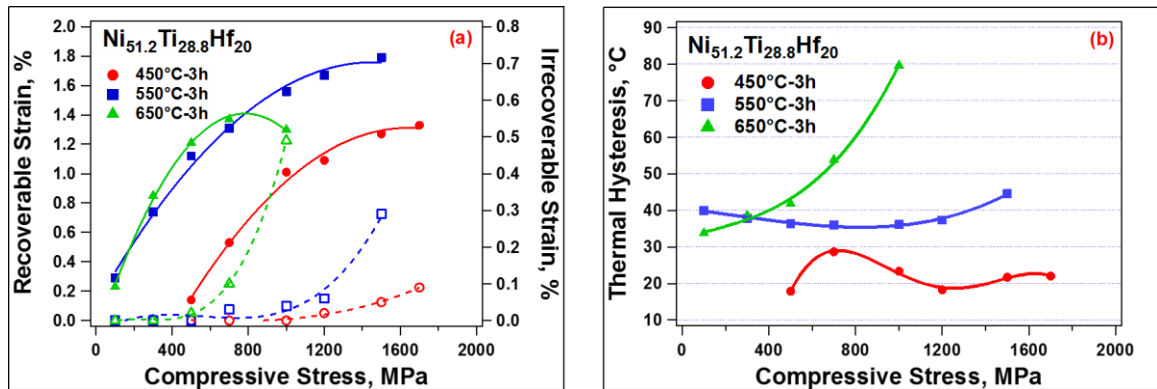 Ni51.2Ti28.8Hf20
(a)
450°C-3h
550°C-3h
650°C-3h
Recoverable Strain, %
2.0
1.8
1.6
1.4
1.2
1.0
0.8
0.6
0.4
0.2
0.0
Irrecoverable Strain, %
0.8
0.7
0.6
0.5
0.4
0.3
0.2
0.1
0.0
0 400 800 1200 1600 2000
Compressive Stress, MPa
Ni51.2Ti28.8Hf20
(b)
450°C-3h
550°C-3h
650°C-3h
Thermal Hysteresis, °C
90
80
70
60
50
40
30
20
10
0 400 800 1200 1600 2000
Compressive Stress, MPa